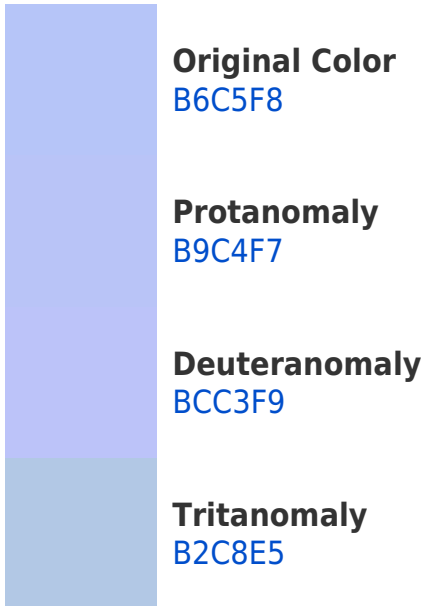 Original Color
B6C5F8
Protanomaly
B9C4F7
Deuteranomaly
BCC3F9
Tritanomaly
B2C8E5